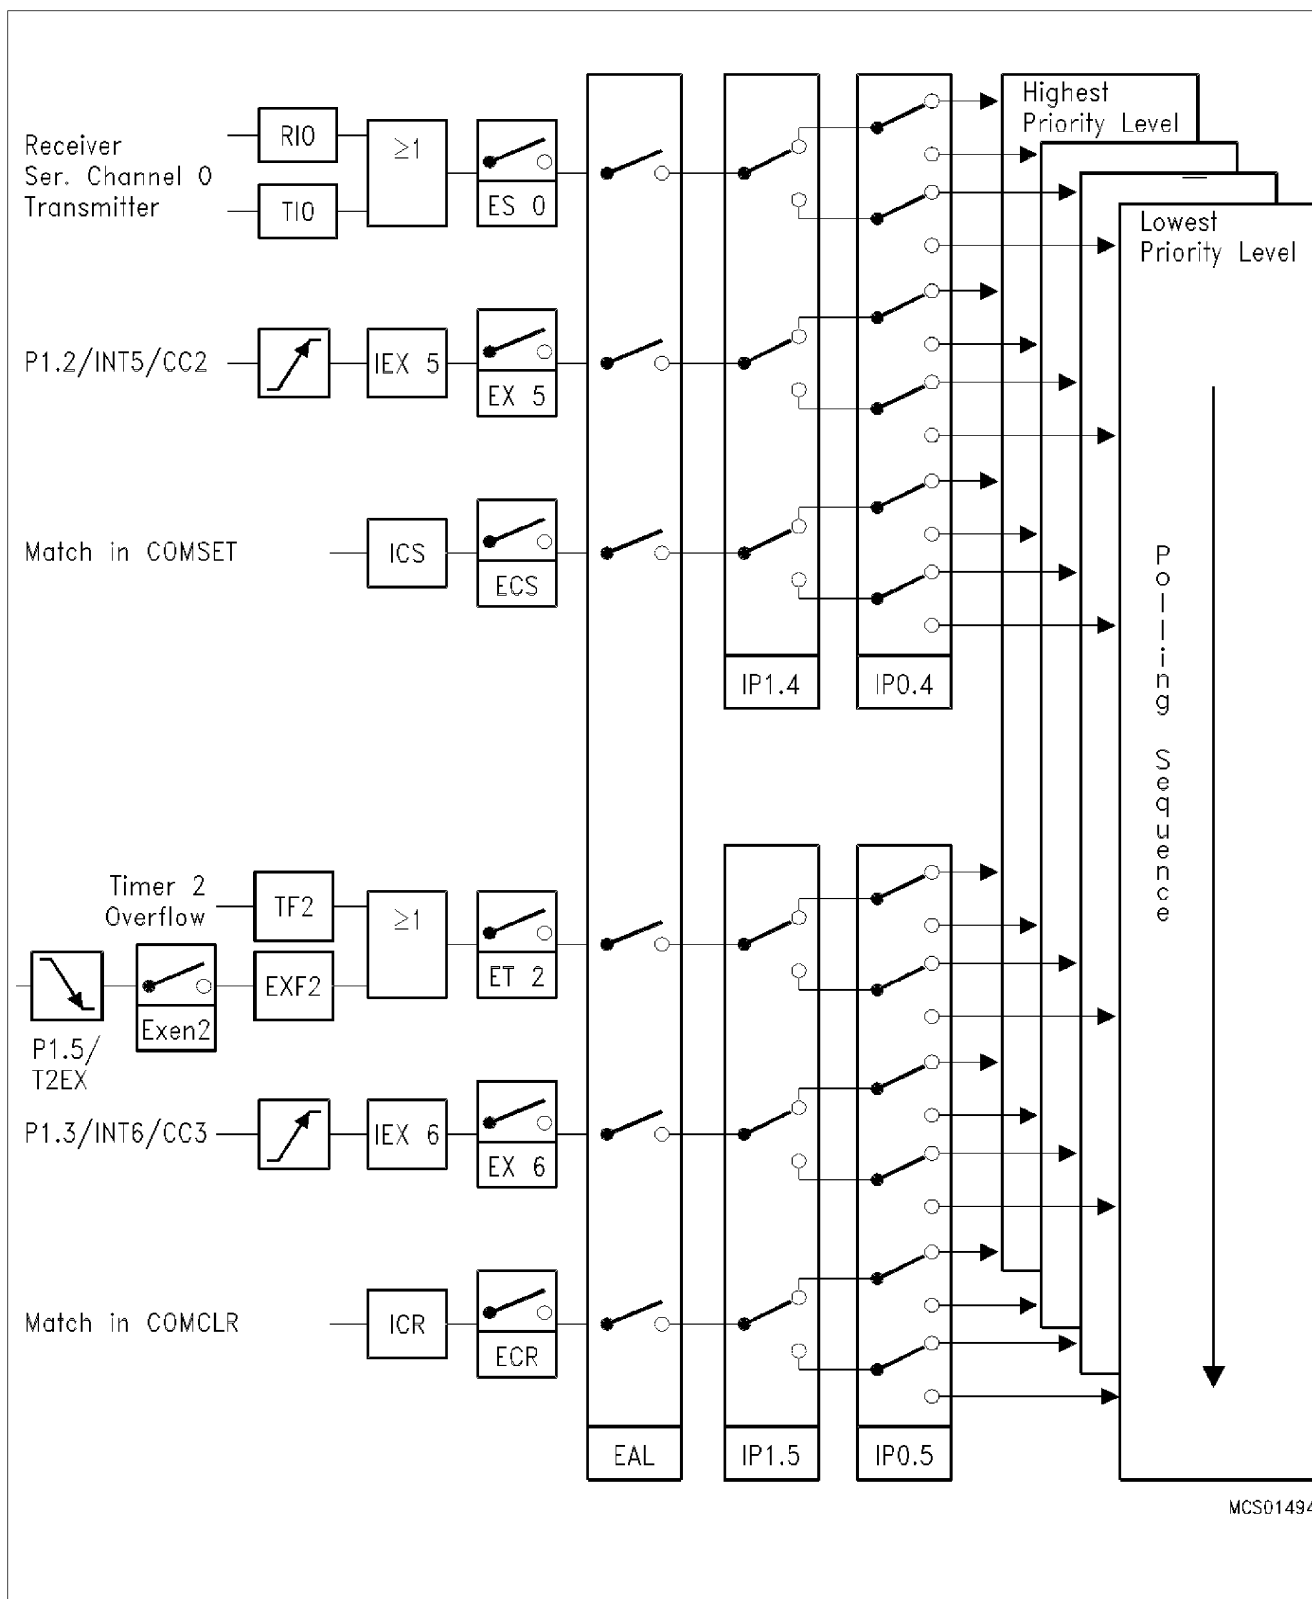 Highest
Priority Level
Receiver
Ser. Channel 0
Transmitter
RI0
TI0
≥1
ES 0
Lowest
Priority Level
P1.2/INT5/CC2
IEX 5
EX 5
Match in COMSET
ICS
ECS
IP1.4
IP0.4
Polling Sequence
Timer 2
Overflow
TF2
≥1
ET 2
EXF2
Exen2
P1.5/
T2EX
P1.3/INT6/CC3
IEX 6
EX 6
Match in COMCLR
ICR
ECR
EAL
IP1.5
IP0.5
MCS01494